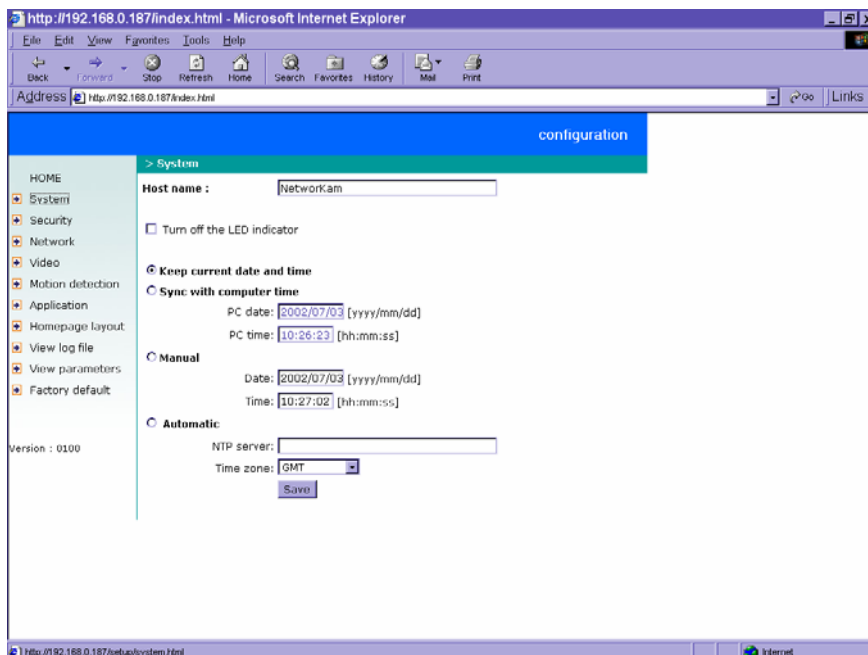 http://192.168.0.187/index.html - Microsoft Internet Explorer
File Edit View Favorites Tools Help
Back Forward Stop Refresh Home Search Favorites History Mail Print
Address http://192.168.0.187/index.html Go Links
configuration
> System
HOME
System
Security
Network
Video
Motion detection
Application
Homepage layout
View log file
View parameters
Factory default
Version : 0100
Host name : NetworKam
Turn off the LED indicator
Keep current date and time
Sync with computer time
PC date: 2002/07/03 [yyyy/mm/dd]
PC time: 10:26:23 [hh:mm:ss]
Manual
Date: 2002/07/03 [yyyy/mm/dd]
Time: 10:27:02 [hh:mm:ss]
Automatic
NTP server:
Time zone: GMT
Save
http://192.168.0.187/setup/system.html Internet